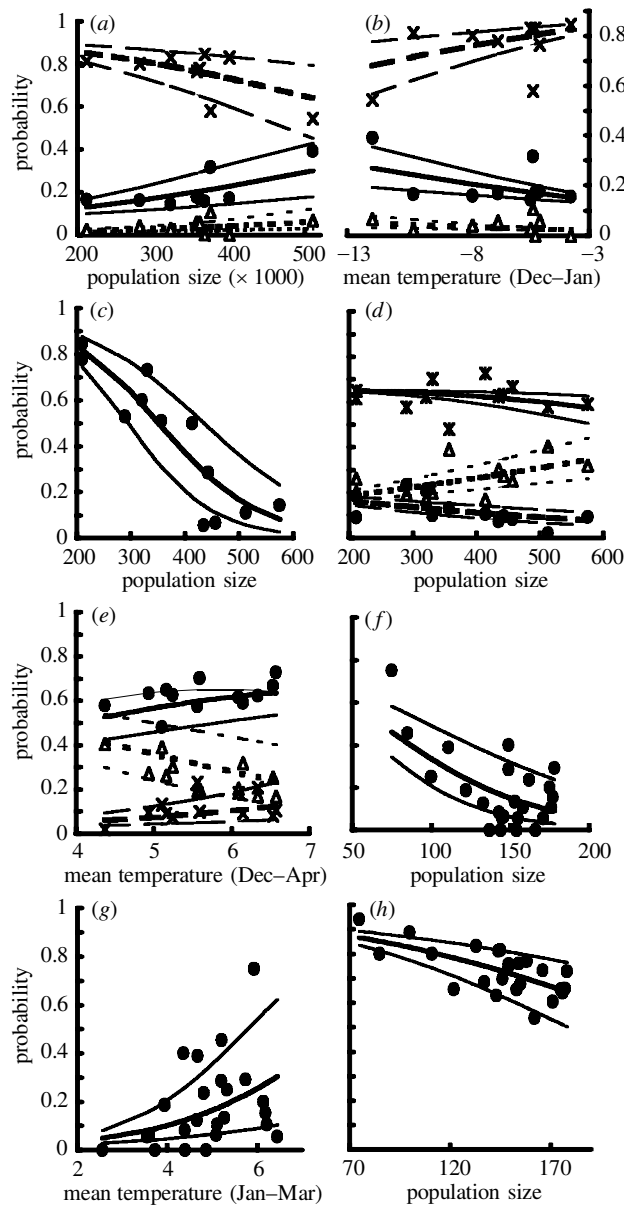 (a) (b)
1 0.8 0.6 0.4 0.2 0
probability
0.8 0.6 0.4 0.2 0
200 300 400 500
−13 −8 −3
population size (× 1000)
mean temperature (Dec–Jan)
(c) (d)
1 0.8 0.6 0.4 0.2 0
probability
200 300 400 500 600
200 300 400 500 600
population size
population size
(e) (f)
1 0.8 0.6 0.4 0.2 0
probability
4 5 6 7
50 100 150 200
mean temperature (Dec–Apr)
population size
(g) (h)
1 0.8 0.6 0.4 0.2 0
probability
2 4 6
70 120 170
mean temperature (Jan–Mar)
population size